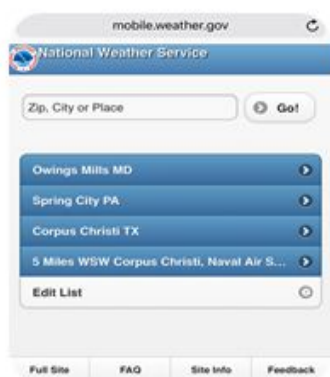 mobile.weather.gov
National Weather Service
Zip, City or Place
Go!
Owings Mills MD
Spring City PA
Corpus Christi TX
5 Miles WSW Corpus Christi, Naval Air S...
Edit List
Full Site FAQ Site Info Feedback